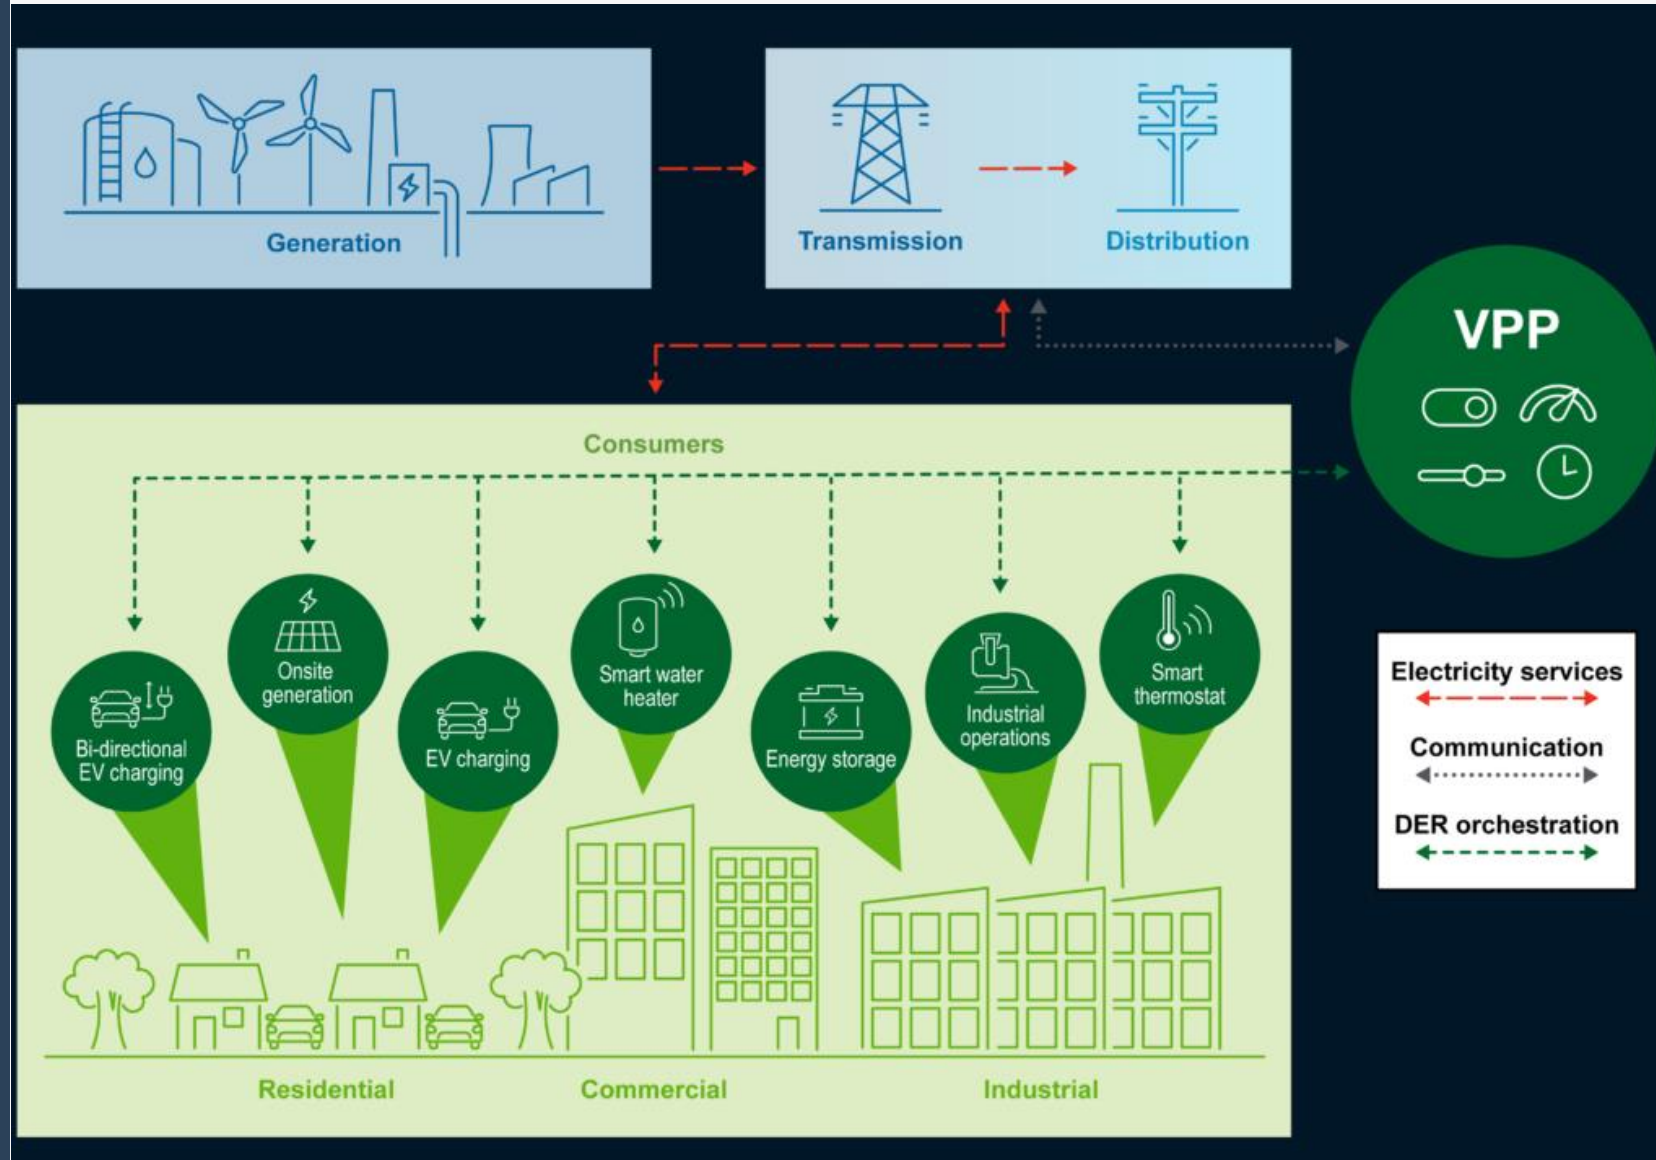 Generation
Transmission
Distribution
VPP
Consumers
Bi-directional
EV charging
Onsite
generation
EV charging
Smart water
heater
Energy storage
Industrial
operations
Smart
thermostat
Residential
Commercial
Industrial
Electricity services
Communication
DER orchestration